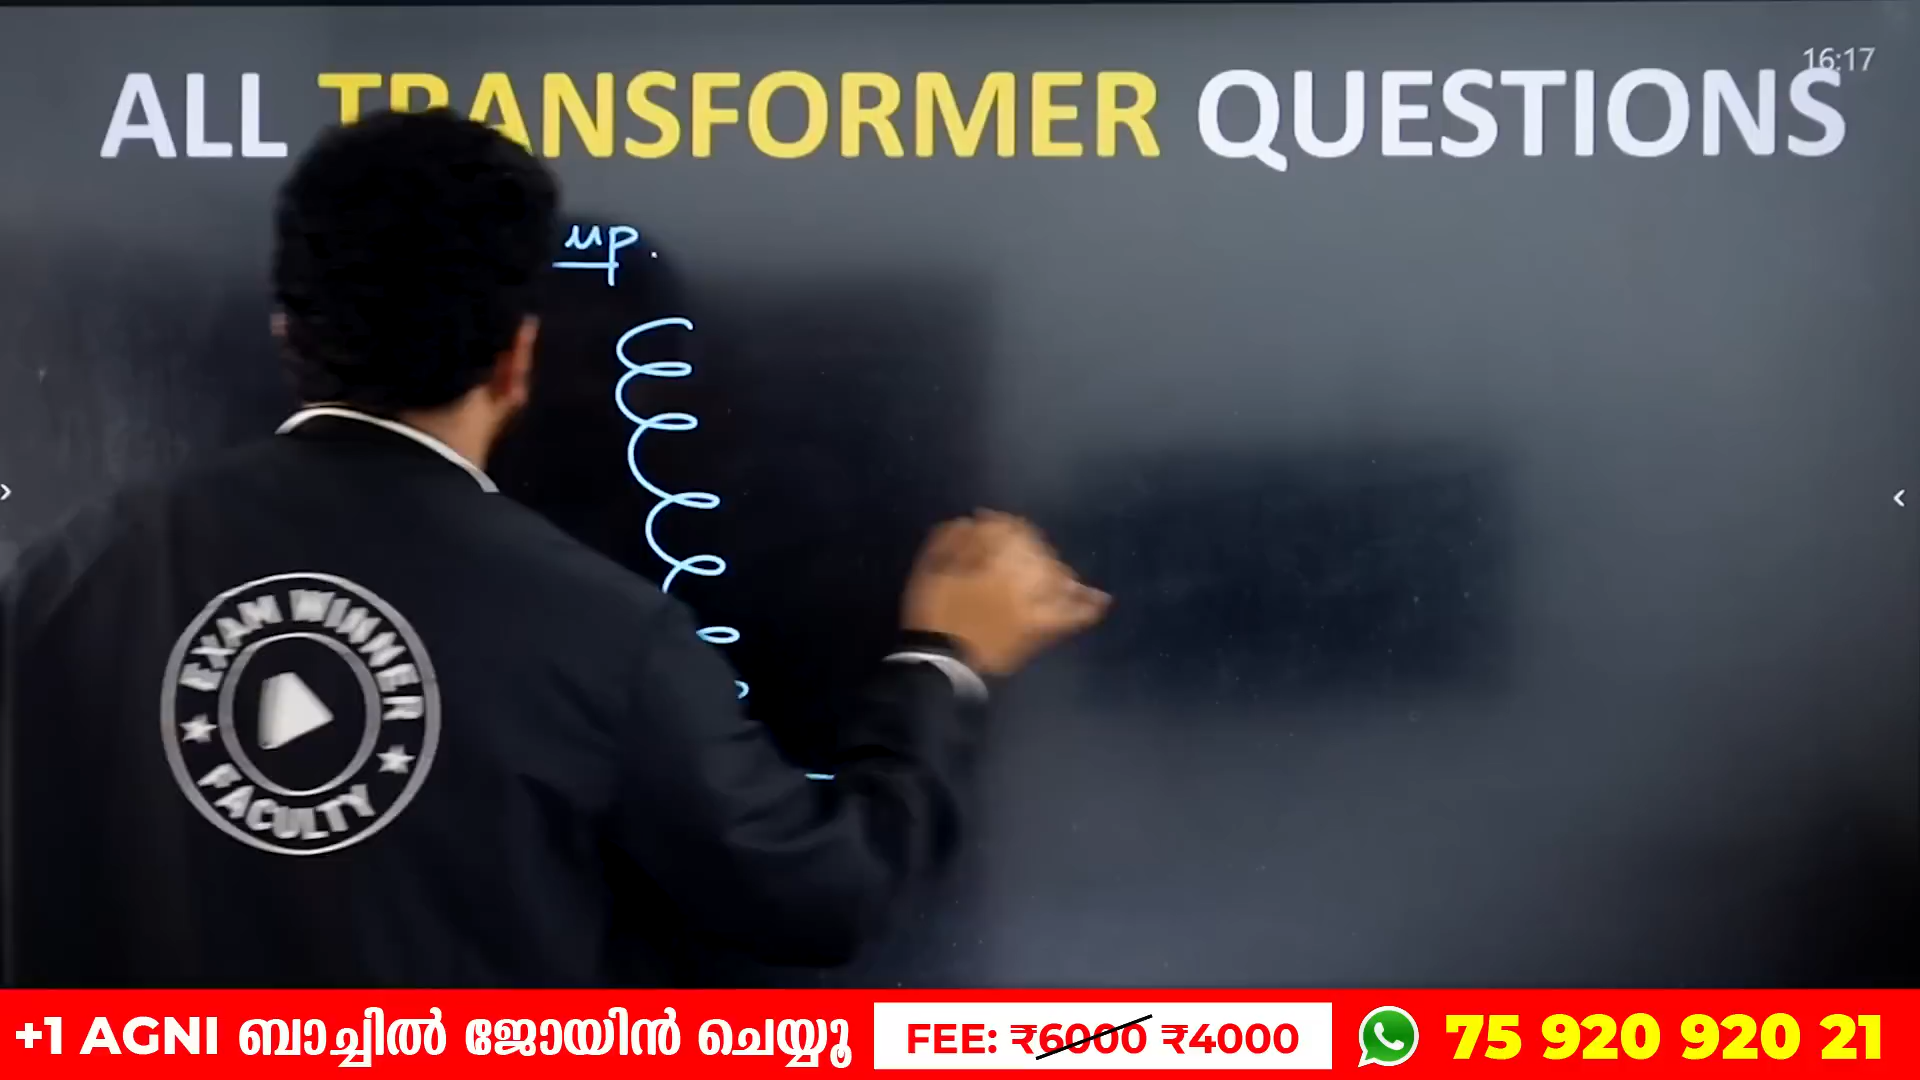 16:17
ALL TRANSFORMER QUESTIONS
up.
EXAM WINNER
FACULTY
+1 AGNI ബാച്ചിൽ ജോയിൻ ചെയ്യൂ
FEE: ₹6000 ₹4000
75 920 920 21